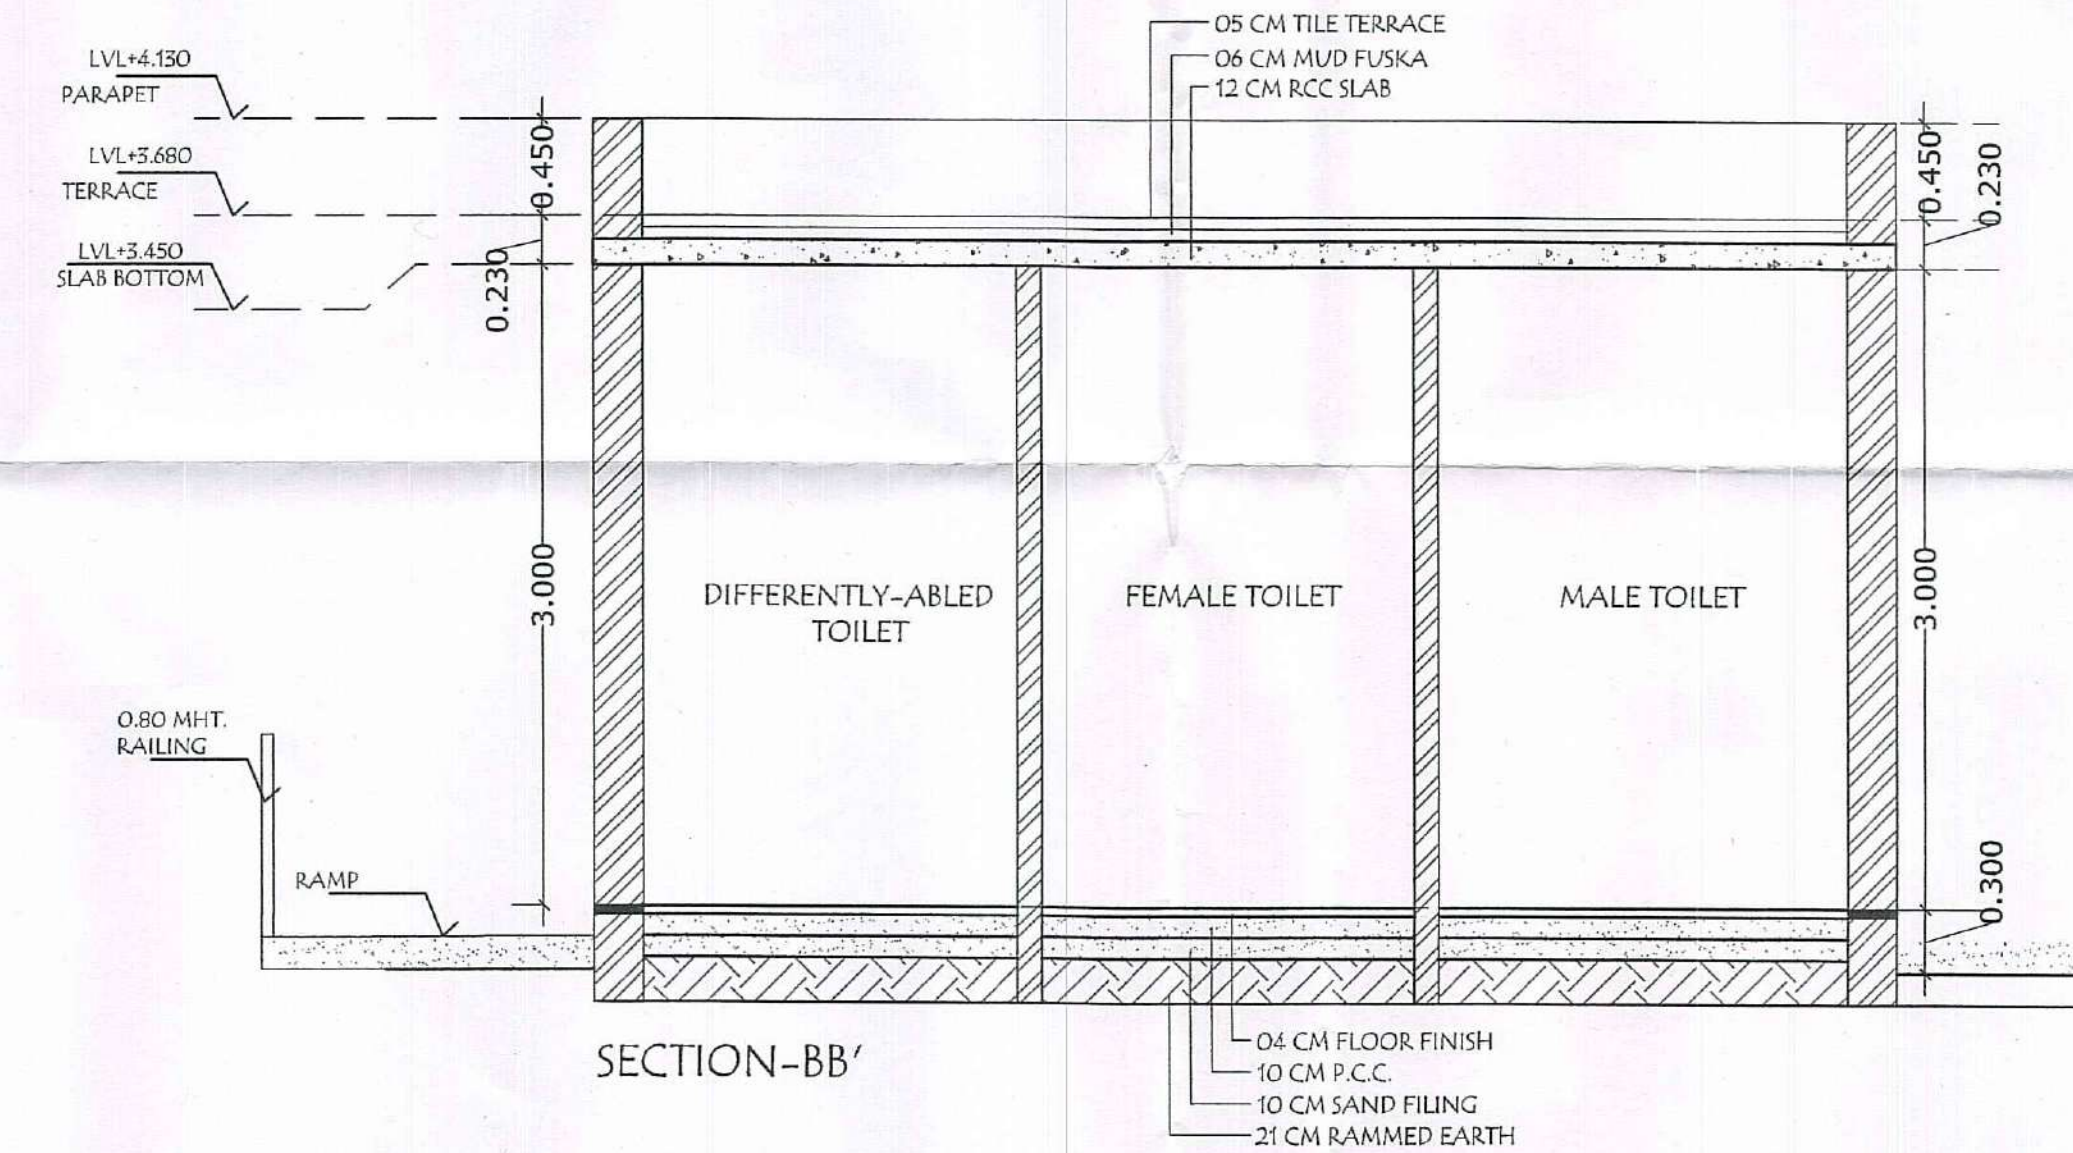 05 CM TILE TERRACE
06 CM MUD FUSKA
12 CM RCC SLAB
LVL+4.130
PARAPET
LVL+3.680
TERRACE
LVL+3.450
SLAB BOTTOM
0.450
0.230
3.000
0.450
0.230
3.000
0.300
DIFFERENTLY-ABLED
TOILET
FEMALE TOILET
MALE TOILET
0.80 MHT.
RAILING
RAMP
SECTION-BB'
04 CM FLOOR FINISH
10 CM P.C.C.
10 CM SAND FILING
21 CM RAMMED EARTH